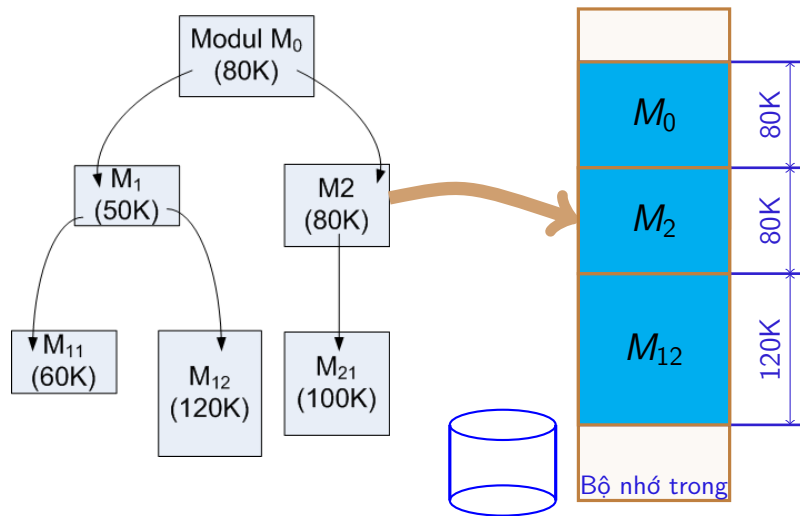 Modul M₀
(80K)
M₁
(50K)
M2
(80K)
M₁₁
(60K)
M₁₂
(120K)
M₂₁
(100K)
M₀
80K
M₂
80K
M₁₂
120K
Bộ nhớ trong